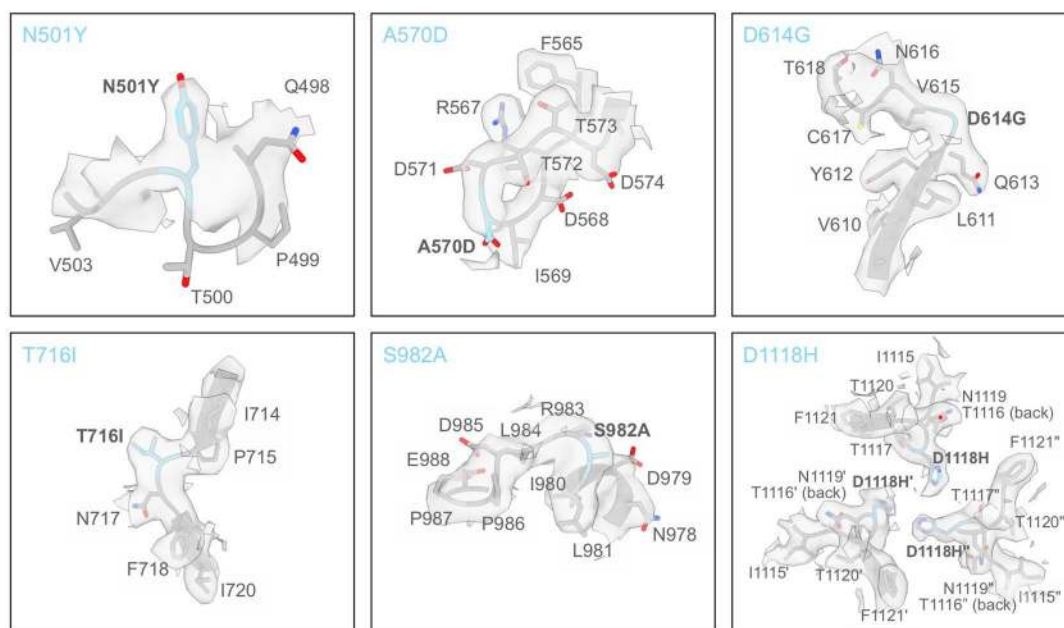 N501Y
N501Y
Q498
V503
P499
T500
A570D
F565
R567
T573
D571
T572
D574
D568
A570D
I569
D614G
N616
T618
V615
D614G
C617
Y612
Q613
V610
L611
T716I
I714
T716I
P715
N717
F718
I720
S982A
R983
D985
L984
S982A
E988
I980
D979
P987
P986
N978
L981
D1118H
I1115
T1120
N1119
F1121
T1116 (back)
T1117
F1121"
D1118H
N1119'
D1118H'
T1116' (back)
T1117"
T1120"
D1118H"
I1115'
T1120'
N1119"
I1115"
T1116" (back)
F1121'